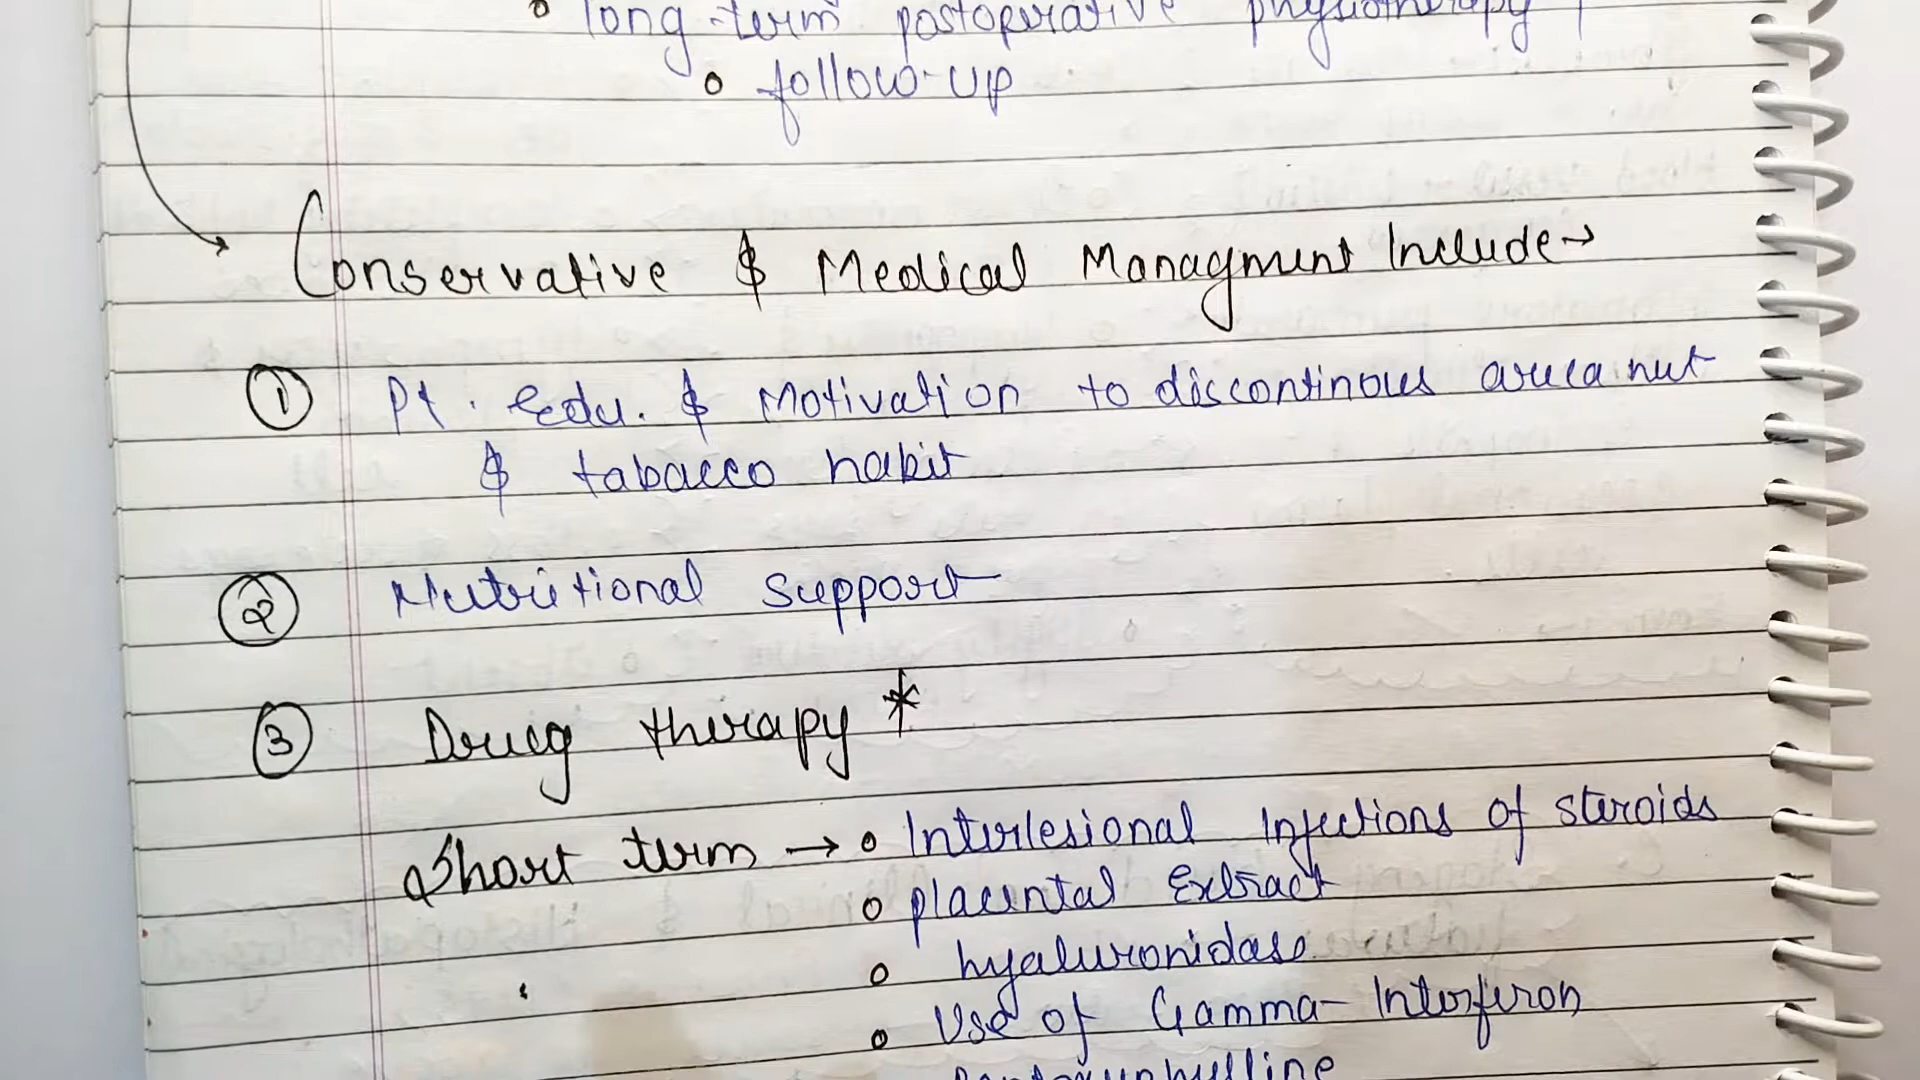 o long-term postoperative physiotherapy
o follow-up
Conservative & Medical Managment Include→
① Pt. Edu. & Motivation to discontinous areca nut
& tabacco habit
② Nutritional Support
③ Drug therapy *
Short term → o Interlesional Injections of steroids
o placental Extract
o hyaluronidase
o Use of Gamma-Interferon
Pentoxyphylline